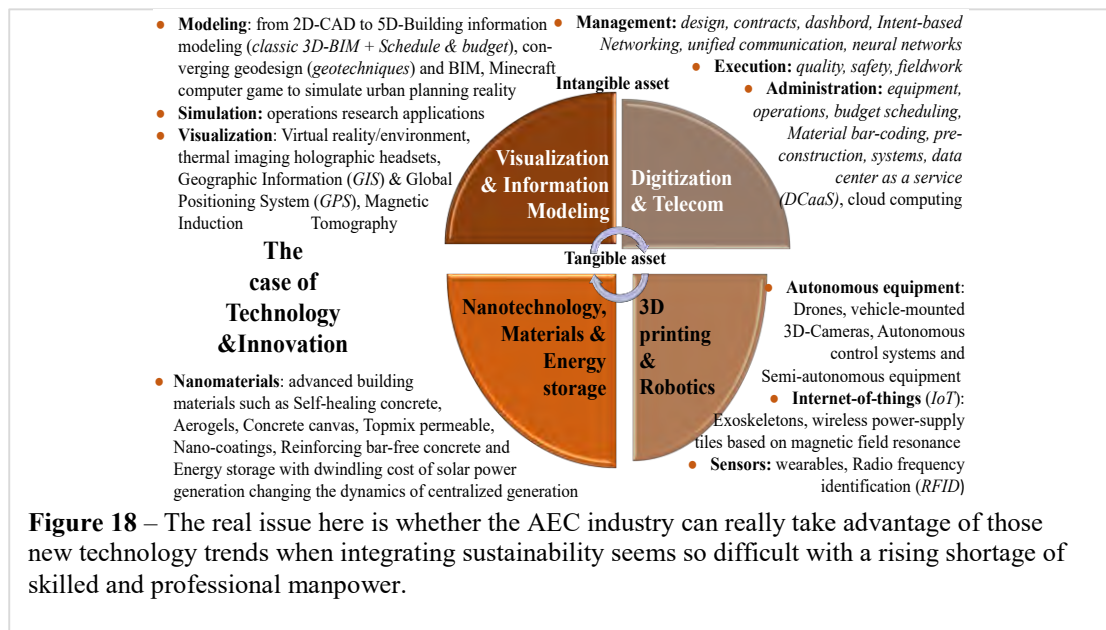 • Modeling: from 2D-CAD to 5D-Building information
modeling (classic 3D-BIM + Schedule & budget), con-
verging geodesign (geotechniques) and BIM, Minecraft
computer game to simulate urban planning reality
• Simulation: operations research applications
• Visualization: Virtual reality/environment,
thermal imaging holographic headsets,
Geographic Information (GIS) & Global
Positioning System (GPS), Magnetic
Induction Tomography
• Management: design, contracts, dashbord, Intent-based
Networking, unified communication, neural networks
• Execution: quality, safety, fieldwork
• Administration: equipment,
operations, budget scheduling,
Material bar-coding, pre-
construction, systems, data
center as a service
(DCaaS), cloud computing
Intangible asset
Visualization
& Information
Modeling
Digitization
& Telecom
Tangible asset
The
case of
Technology
&Innovation
Nanotechnology,
Materials &
Energy
storage
3D
printing
&
Robotics
• Nanomaterials: advanced building
materials such as Self-healing concrete,
Aerogels, Concrete canvas, Topmix permeable,
Nano-coatings, Reinforcing bar-free concrete and
Energy storage with dwindling cost of solar power
generation changing the dynamics of centralized generation
• Autonomous equipment:
Drones, vehicle-mounted
3D-Cameras, Autonomous
control systems and
Semi-autonomous equipment
• Internet-of-things (IoT):
Exoskeletons, wireless power-supply
tiles based on magnetic field resonance
• Sensors: wearables, Radio frequency
identification (RFID)
Figure 18 – The real issue here is whether the AEC industry can really take advantage of those
new technology trends when integrating sustainability seems so difficult with a rising shortage of
skilled and professional manpower.